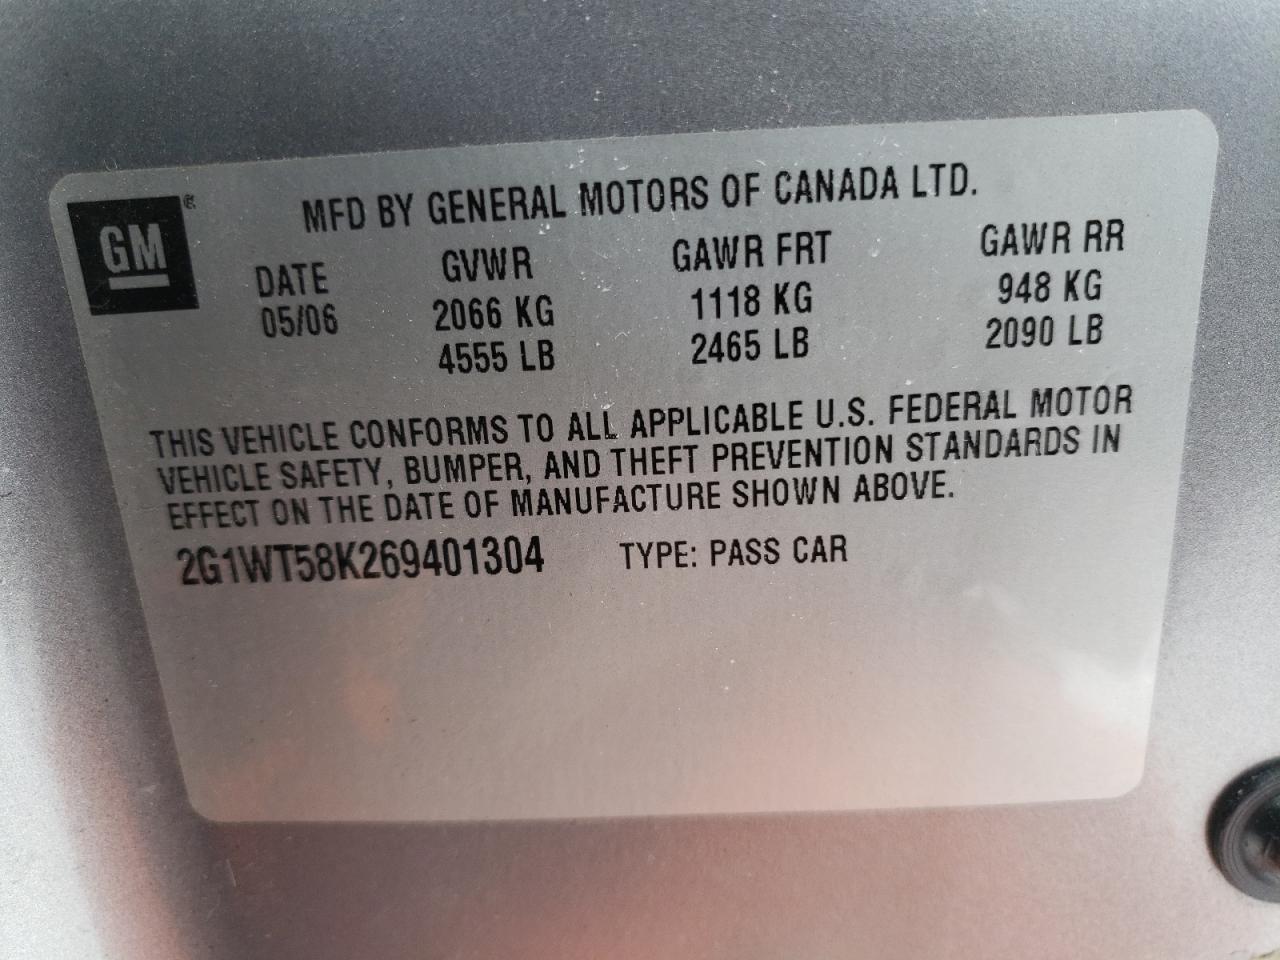 GM®
MFD BY GENERAL MOTORS OF CANADA LTD.
DATE GVWR GAWR FRT GAWR RR
05/06 2066 KG 1118 KG 948 KG
4555 LB 2465 LB 2090 LB
THIS VEHICLE CONFORMS TO ALL APPLICABLE U.S. FEDERAL MOTOR
VEHICLE SAFETY, BUMPER, AND THEFT PREVENTION STANDARDS IN
EFFECT ON THE DATE OF MANUFACTURE SHOWN ABOVE.
2G1WT58K269401304 TYPE: PASS CAR